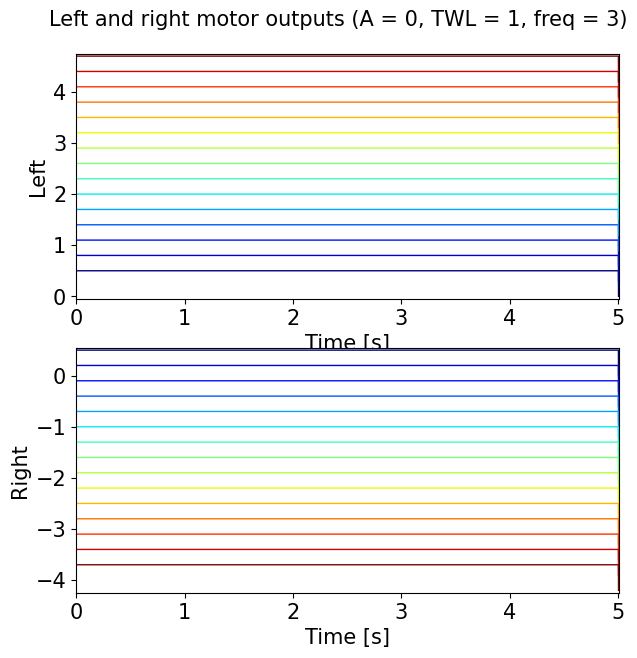 Left and right motor outputs (A = 0, TWL = 1, freq = 3)
4
3
2
1
0
Left
0 1 2 3 4 5
Time [s]
0
−1
−2
−3
−4
Right
0 1 2 3 4 5
Time [s]